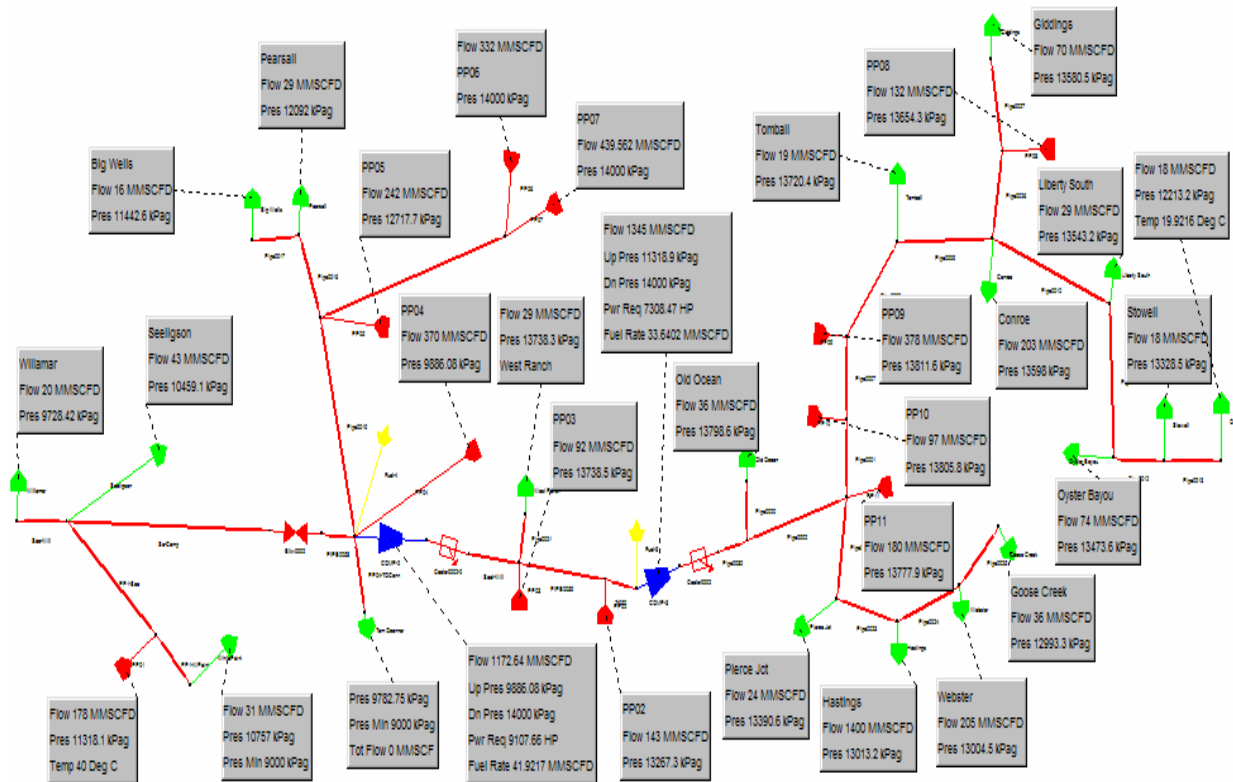 Pearsall
Flow 29 MMSCFD
Pres 12092 kPag
Flow 332 MMSCFD
PP06
Pres 14000 kPag
Giddings
Flow 70 MMSCFD
Pres 13580.5 kPag
PP08
Flow 132 MMSCFD
Pres 13654.3 kPag
PP07
Flow 439.562 MMSCFD
Pres 14000 kPag
Tomball
Flow 19 MMSCFD
Pres 13720.4 kPag
Big Wells
Flow 16 MMSCFD
Pres 11442.6 kPag
PP05
Flow 242 MMSCFD
Pres 12717.7 kPag
Liberty South
Flow 29 MMSCFD
Pres 13543.2 kPag
Flow 18 MMSCFD
Pres 12213.2 kPag
Temp 19.9216 Deg C
Flow 1345 MMSCFD
Up Pres 11318.9 kPag
Dn Pres 14000 kPag
Pwr Req 7308.47 HP
Fuel Rate 33.6402 MMSCFD
PP04
Flow 370 MMSCFD
Pres 9886.08 kPag
Flow 29 MMSCFD
Pres 13738.3 kPag
West Ranch
Stowell
Flow 18 MMSCFD
Pres 13328.5 kPag
Seeligson
Flow 43 MMSCFD
Pres 10459.1 kPag
PP09
Flow 378 MMSCFD
Pres 13811.6 kPag
Conroe
Flow 203 MMSCFD
Pres 13598 kPag
Willamar
Flow 20 MMSCFD
Pres 9728.42 kPag
Old Ocean
Flow 36 MMSCFD
Pres 13798.6 kPag
PP03
Flow 92 MMSCFD
Pres 13738.5 kPag
PP10
Flow 97 MMSCFD
Pres 13805.8 kPag
Oyster Bayou
Flow 74 MMSCFD
Pres 13473.6 kPag
PP11
Flow 180 MMSCFD
Pres 13777.9 kPag
Goose Creek
Flow 36 MMSCFD
Pres 12993.3 kPag
Pierce Jct
Flow 24 MMSCFD
Pres 13390.6 kPag
Hastings
Flow 1400 MMSCFD
Pres 13013.2 kPag
Webster
Flow 205 MMSCFD
Pres 13004.5 kPag
Flow 178 MMSCFD
Pres 11318.1 kPag
Temp 40 Deg C
Flow 31 MMSCFD
Pres 10757 kPag
Pres Min 9000 kPag
Pres 9782.75 kPag
Pres Min 9000 kPag
Tot Flow 0 MMSCF
Flow 1172.64 MMSCFD
Up Pres 9886.08 kPag
Dn Pres 14000 kPag
Pwr Req 9107.66 HP
Fuel Rate 41.9217 MMSCFD
PP02
Flow 143 MMSCFD
Pres 13267.3 kPag